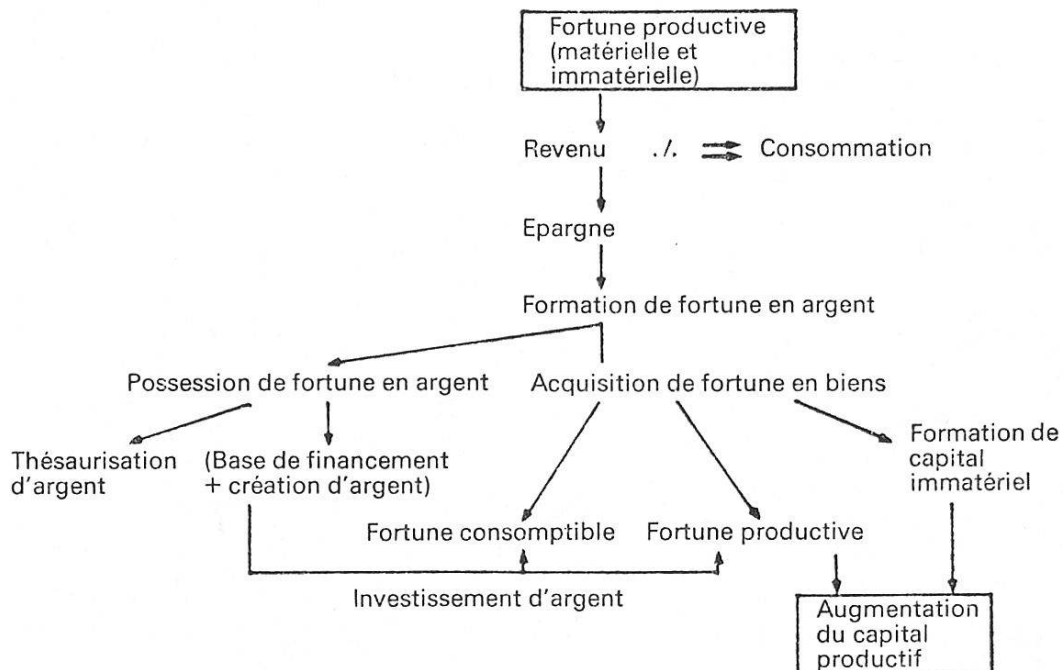 Fortune productive
(matérielle et
immatérielle)
Revenu ./. Consommation
Epargne
Formation de fortune en argent
Possession de fortune en argent
Acquisition de fortune en biens
Thésaurisation
d'argent
(Base de financement
+ création d'argent)
Formation de
capital
immatériel
Fortune consomptible
Fortune productive
Investissement d'argent
Augmentation
du capital
productif